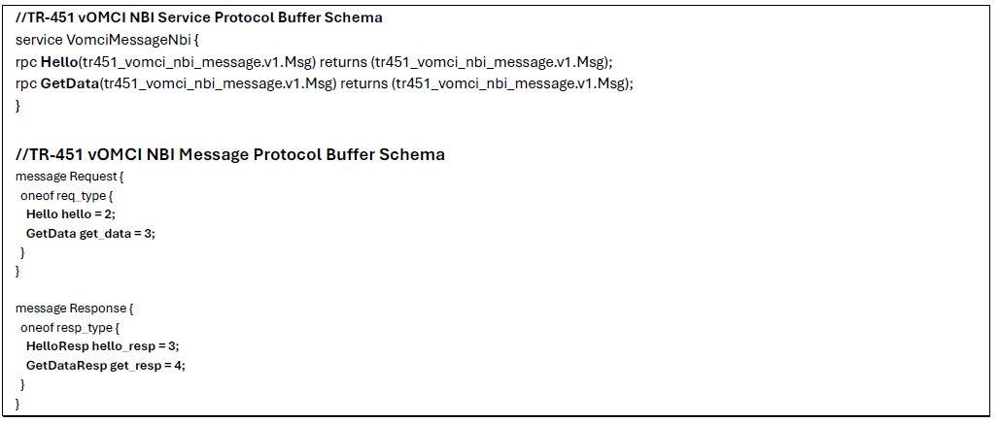 //TR-451 vOMCI NBI Service Protocol Buffer Schema
service VomciMessageNbi {
rpc Hello(tr451_vomci_nbi_message.v1.Msg) returns (tr451_vomci_nbi_message.v1.Msg);
rpc GetData(tr451_vomci_nbi_message.v1.Msg) returns (tr451_vomci_nbi_message.v1.Msg);
}
//TR-451 vOMCI NBI Message Protocol Buffer Schema
message Request {
oneof req_type {
Hello hello = 2;
GetData get_data = 3;
}
}
message Response {
oneof resp_type {
HelloResp hello_resp = 3;
GetDataResp get_resp = 4;
}
}